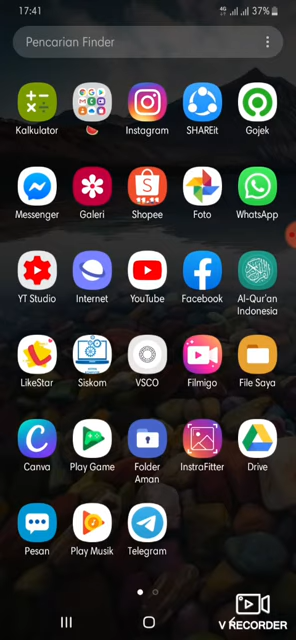 17:41
4G 37%
Pencarian Finder
Kalkulator
Instagram
SHAREit
Gojek
Messenger
Galeri
Shopee
Foto
WhatsApp
YT Studio
Internet
YouTube
Facebook
Al-Qur'an
Indonesia
LikeStar
Siskom
VSCO
Filmigo
File Saya
Canva
Play Game
Folder
Aman
InstraFitter
Drive
Pesan
Play Musik
Telegram
V RECORDER